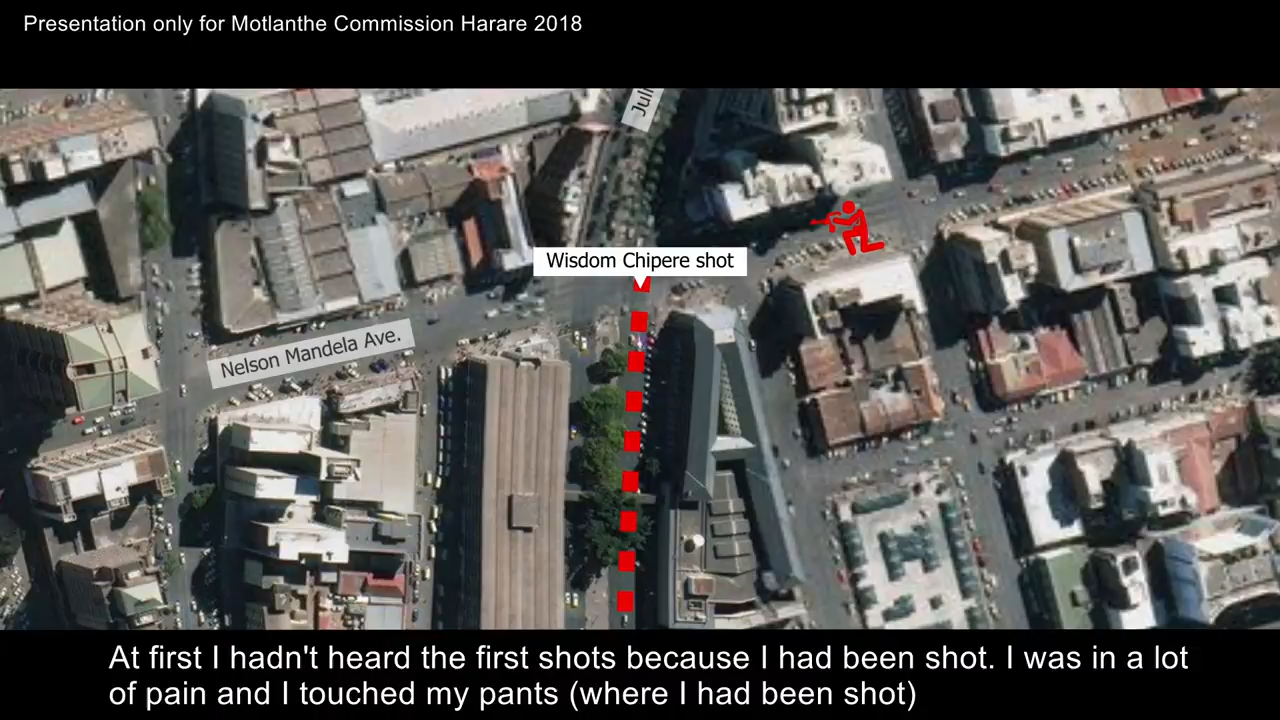 Presentation only for Motlanthe Commission Harare 2018
Wisdom Chipere shot
Nelson Mandela Ave.
At first I hadn't heard the first shots because I had been shot. I was in a lot
of pain and I touched my pants (where I had been shot)